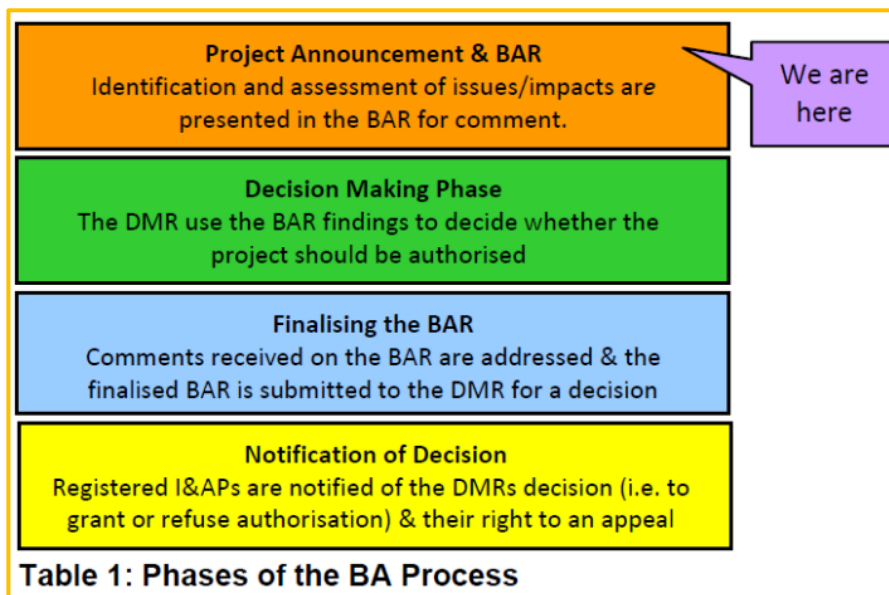 Project Announcement & BAR
Identification and assessment of issues/impacts are
presented in the BAR for comment.
We are
here
Decision Making Phase
The DMR use the BAR findings to decide whether the
project should be authorised
Finalising the BAR
Comments received on the BAR are addressed & the
finalised BAR is submitted to the DMR for a decision
Notification of Decision
Registered I&APs are notified of the DMRs decision (i.e. to
grant or refuse authorisation) & their right to an appeal
Table 1: Phases of the BA Process